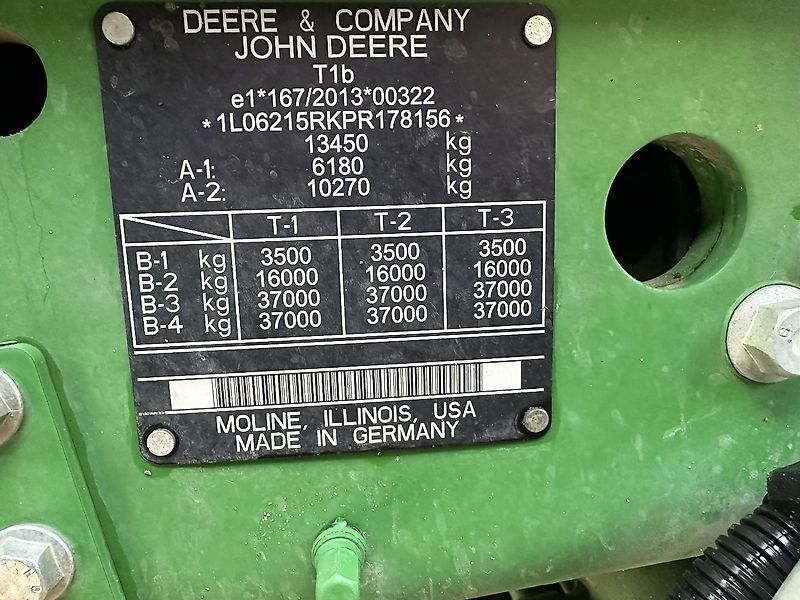 DEERE & COMPANY
JOHN DEERE
T1b
e1*167/2013*00322
*1L06215RKPR178156*
13450 kg
A-1: 6180 kg
A-2: 10270 kg
T-1 T-2 T-3
B-1 kg 3500 3500 3500
B-2 kg 16000 16000 16000
B-3 kg 37000 37000 37000
B-4 kg 37000 37000 37000
MOLINE, ILLINOIS, USA
MADE IN GERMANY